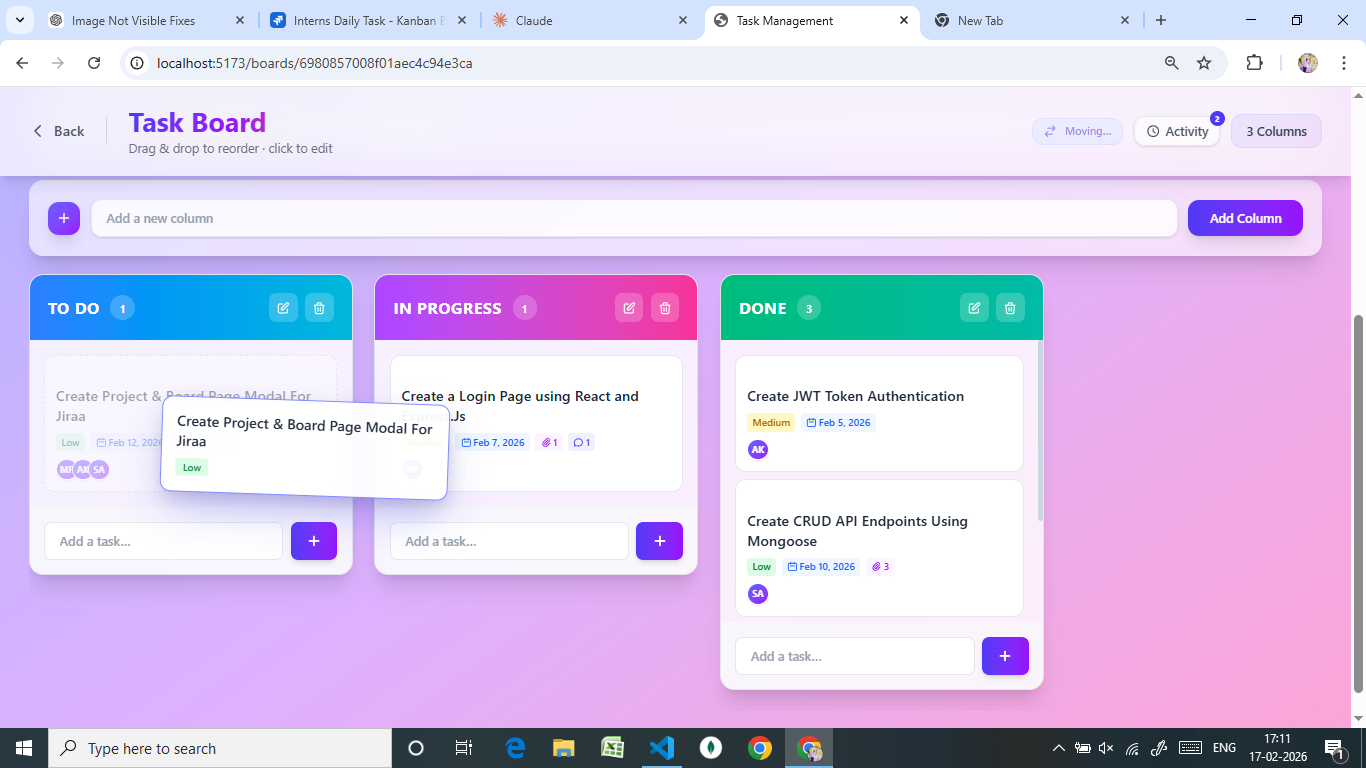 Image Not Visible Fixes
Interns Daily Task - Kanban B
Claude
Task Management
New Tab
localhost:5173/boards/6980857008f01aec4c94e3ca
Back
Task Board
Drag & drop to reorder · click to edit
Moving...
Activity
2
3 Columns
Add a new column
Add Column
TO DO 1
Create Project & Board Page Modal For
Jiraa
Low Feb 12, 2026
AK SA
Add a task...
Create Project & Board Page Modal For
Jiraa
Low
IN PROGRESS 1
Create a Login Page using React and
Express.Js
Feb 7, 2026 1 1
Add a task...
DONE 3
Create JWT Token Authentication
Medium Feb 5, 2026
AK
Create CRUD API Endpoints Using
Mongoose
Low Feb 10, 2026 3
SA
Add a task...
Type here to search
ENG
17:11
17-02-2026
1